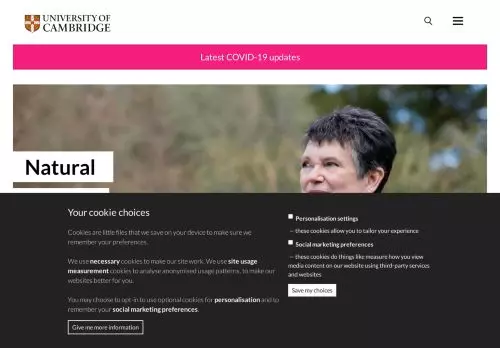 UNIVERSITY OF
CAMBRIDGE
Latest COVID-19 updates
Natural
Your cookie choices
Cookies are little files that we save on your device to make sure we
remember your preferences.
We use necessary cookies to make our site work. We use site usage
measurement cookies to analyse anonymised usage patterns, to make our
websites better for you.
You may choose to opt-in to use optional cookies for personalisation and to
remember your social marketing preferences.
Give me more information
Personalisation settings
— these cookies allow you to tailor your experience
Social marketing preferences
— these cookies do things like measure how you view
media content on our website using third-party services
and websites
Save my choices